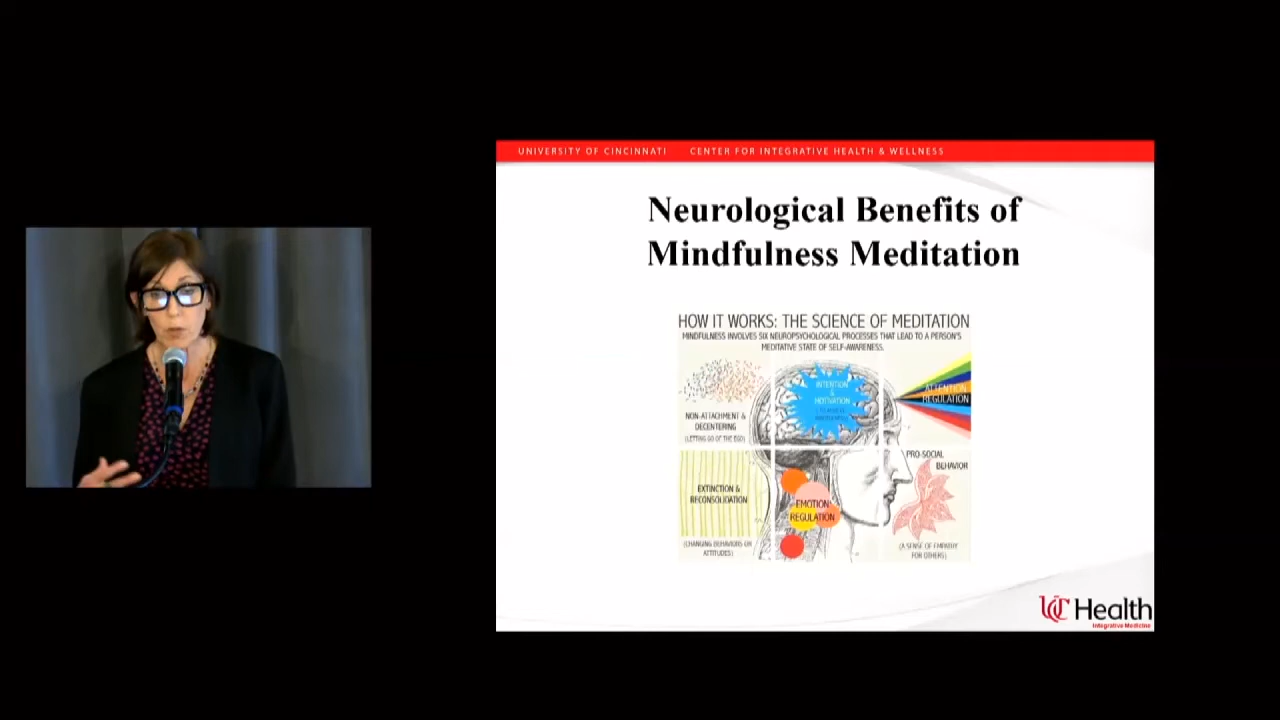 UNIVERSITY OF CINCINNATI CENTER FOR INTEGRATIVE HEALTH & WELLNESS
Neurological Benefits of
Mindfulness Meditation
HOW IT WORKS: THE SCIENCE OF MEDITATION
MINDFULNESS INVOLVES SIX NEUROPSYCHOLOGICAL PROCESSES THAT LEAD TO A PERSON'S
MEDITATIVE STATE OF SELF-AWARENESS.
NON-ATTACHMENT &
DECENTERING
(LETTING GO OF THE EGO)
INTENTION
&
MOTIVATION
ATTENTION
REGULATION
EXTINCTION &
RECONSOLIDATION
(CHANGING BEHAVIORS OR
ATTITUDES)
EMOTION
REGULATION
PRO-SOCIAL
BEHAVIOR
(A SENSE OF EMPATHY
FOR OTHERS)
UC Health
Integrative Medicine